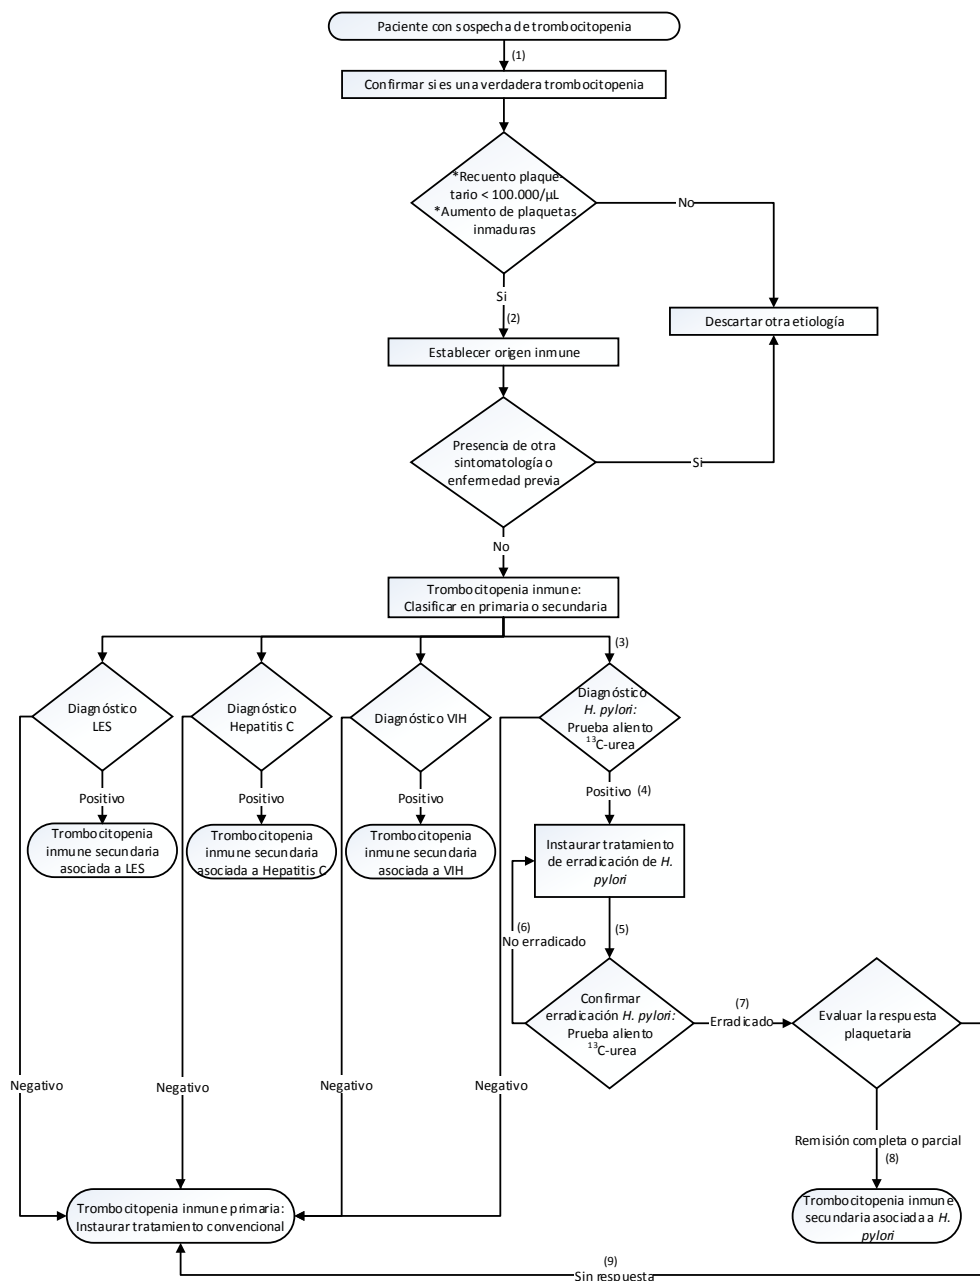 Paciente con sospecha de trombocitopenia
(1)
Confirmar si es una verdadera trombocitopenia
*Recuento plaque-
tario < 100.000/µL
*Aumento de plaquetas
inmaduras
No
Si
(2)
Descartar otra etiología
Establecer origen inmune
Presencia de otra
sintomatología o
enfermedad previa
Si
No
Trombocitopenia inmune:
Clasificar en primaria o secundaria
(3)
Diagnóstico
LES
Diagnóstico
Hepatitis C
Diagnóstico VIH
Diagnóstico
H. pylori:
Prueba aliento
¹³C-urea
Positivo
Positivo
Positivo
Positivo (4)
Trombocitopenia
inmune secundaria
asociada a LES
Trombocitopenia
inmune secundaria
asociada a Hepatitis C
Trombocitopenia
inmune secundaria
asociada a VIH
Instaurar tratamiento
de erradicación de H.
pylori
(6)
No erradicado
(5)
Confirmar
erradicación H. pylori:
Prueba aliento
¹³C-urea
(7)
Erradicado
Evaluar la respuesta
plaquetaria
Negativo
Negativo
Negativo
Negativo
Remisión completa o parcial
(8)
Trombocitopenia inmune primaria:
Instaurar tratamiento convencional
Trombocitopenia inmune
secundaria asociada a H.
pylori
(9)
Sin respuesta